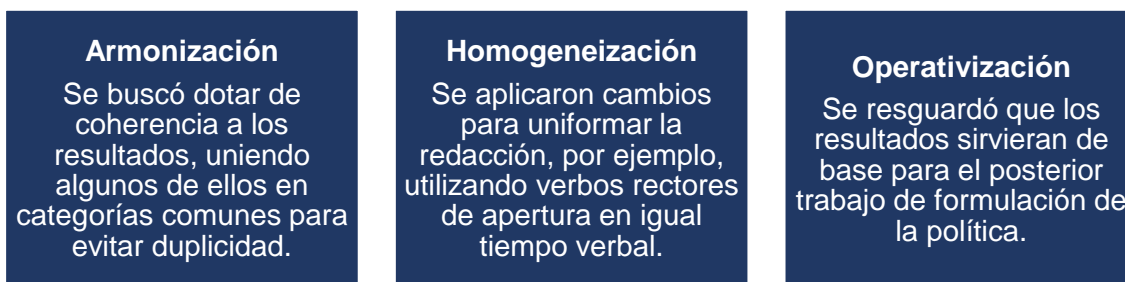 Armonización
Se buscó dotar de
coherencia a los
resultados, uniendo
algunos de ellos en
categorías comunes para
evitar duplicidad.
Homogeneización
Se aplicaron cambios
para uniformar la
redacción, por ejemplo,
utilizando verbos rectores
de apertura en igual
tiempo verbal.
Operativización
Se resguardó que los
resultados sirvieran de
base para el posterior
trabajo de formulación de
la política.